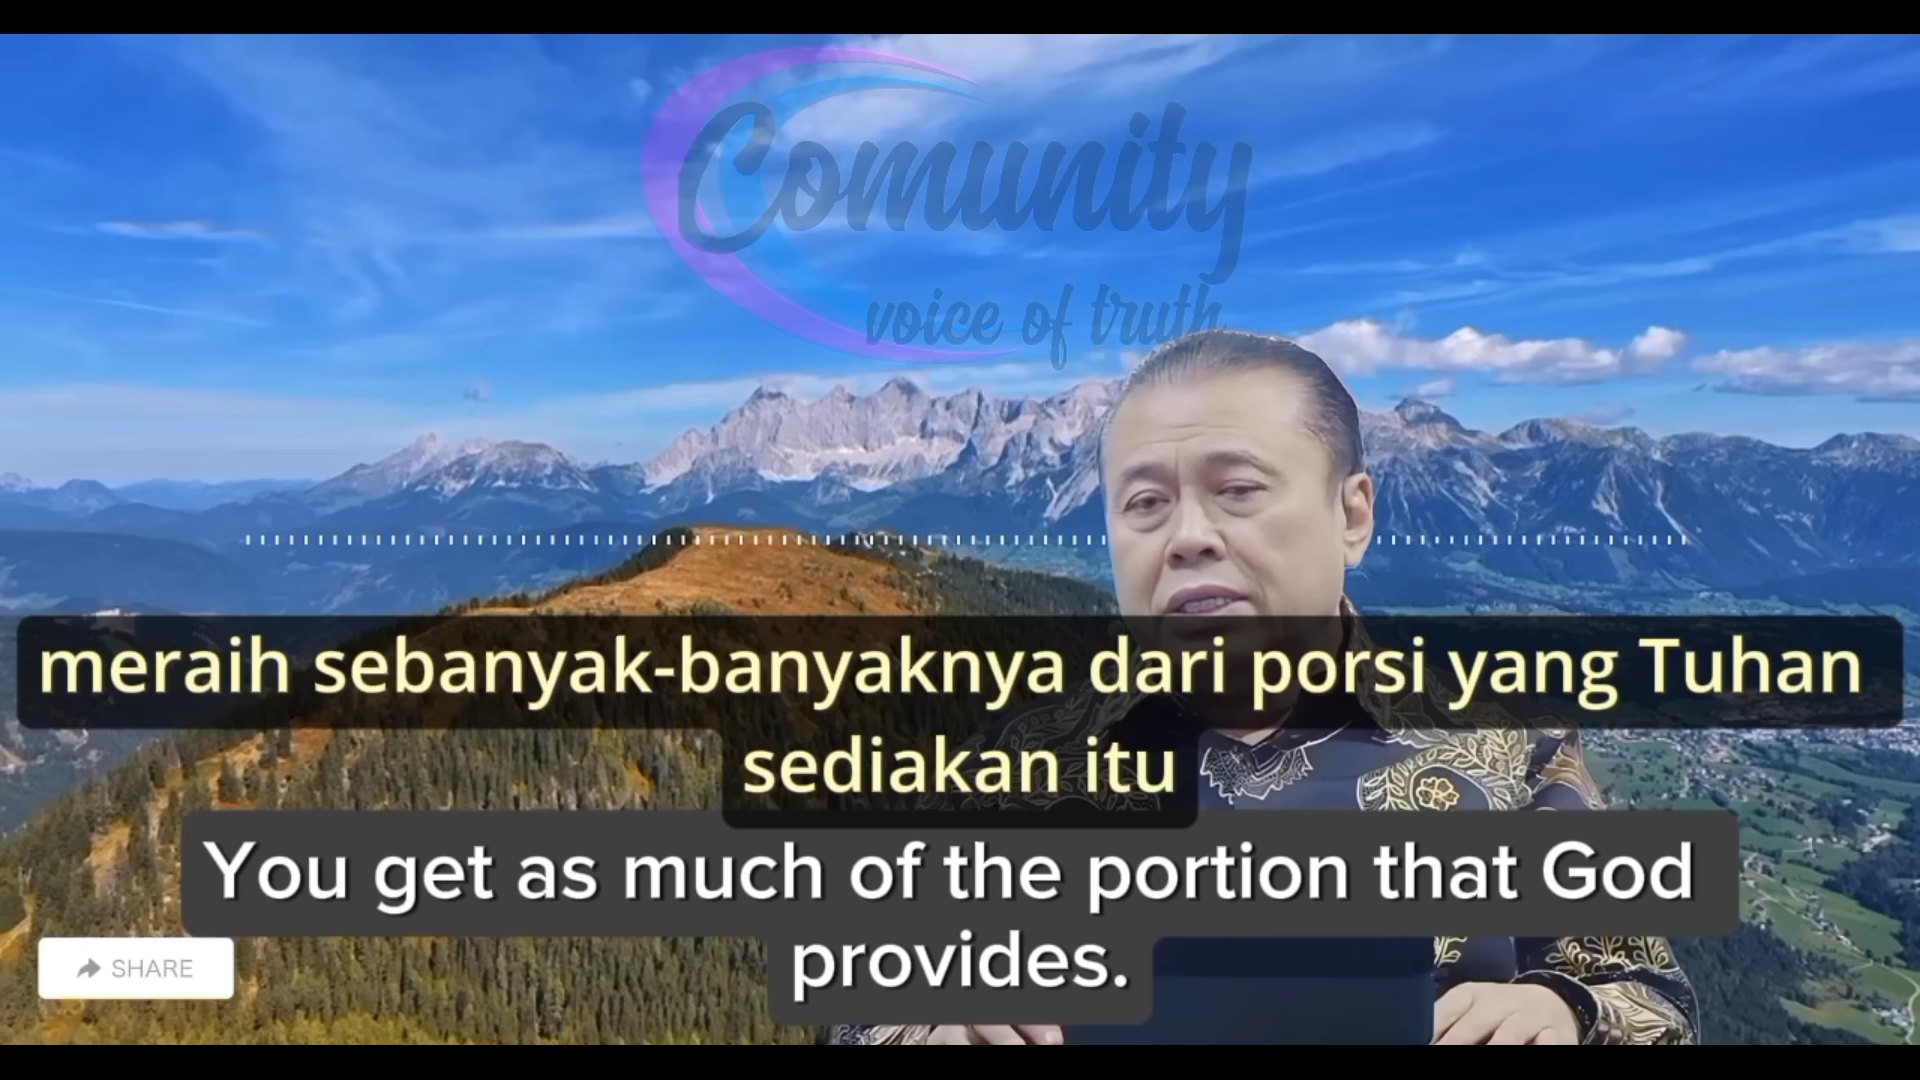 Comunity
voice of truth
meraih sebanyak-banyaknya dari porsi yang Tuhan
sediakan itu
You get as much of the portion that God
provides.
SHARE